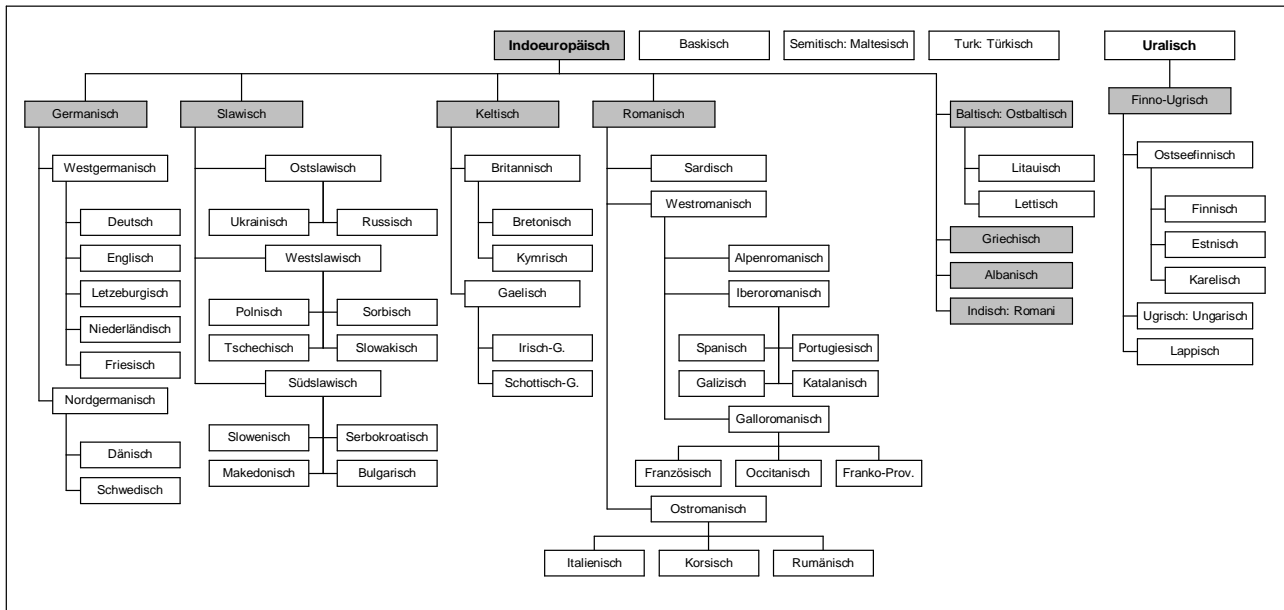 Indoeuropäisch
Baskisch
Semitisch: Maltesisch
Turk: Türkisch
Uralisch
Germanisch
Slawisch
Keltisch
Romanisch
Baltisch: Ostbaltisch
Finno-Ugrisch
Westgermanisch
Deutsch
Englisch
Letzeburgisch
Niederländisch
Friesisch
Nordgermanisch
Dänisch
Schwedisch
Ostslawisch
Ukrainisch
Russisch
Westslawisch
Polnisch
Sorbisch
Tschechisch
Slowakisch
Südslawisch
Slowenisch
Serbokroatisch
Makedonisch
Bulgarisch
Britannisch
Bretonisch
Kymrisch
Gaelisch
Irisch-G.
Schottisch-G.
Sardisch
Westromanisch
Alpenromanisch
Iberoromanisch
Spanisch
Portugiesisch
Galizisch
Katalanisch
Galloromanisch
Französisch
Occitanisch
Franko-Prov.
Ostromanisch
Italienisch
Korsisch
Rumänisch
Litauisch
Lettisch
Griechisch
Albanisch
Indisch: Romani
Ostseefinnisch
Finnisch
Estnisch
Karelisch
Ugrisch: Ungarisch
Lappisch